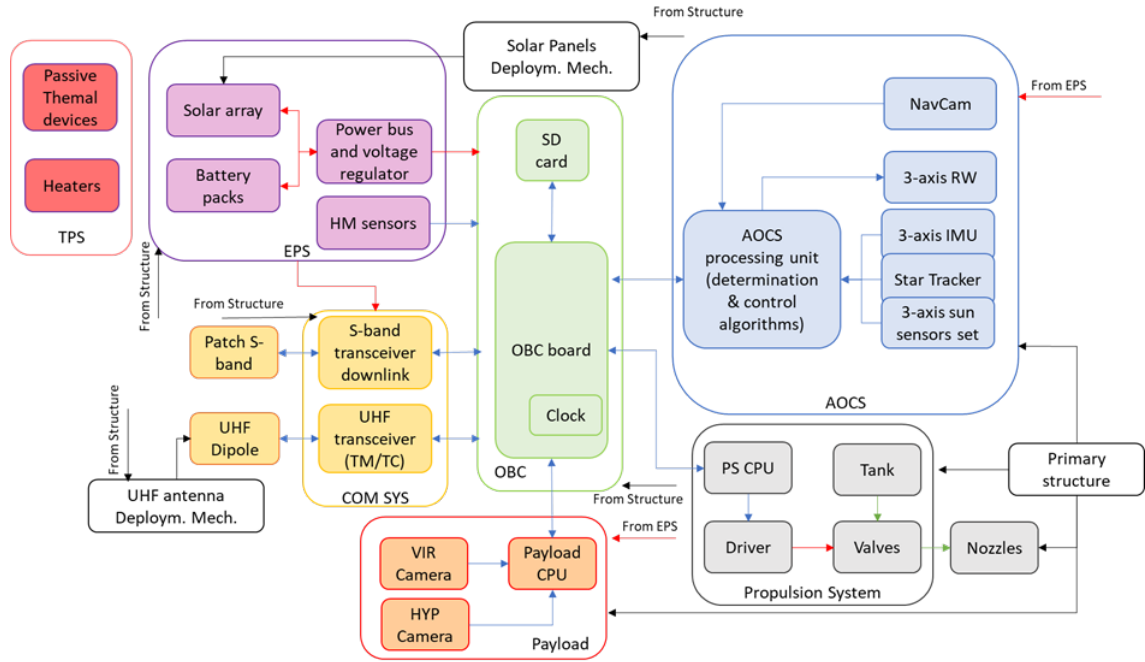 From Structure
Solar Panels
Deploym. Mech.
Passive
Themal
devices
Heaters
TPS
Solar array
Battery
packs
Power bus
and voltage
regulator
HM sensors
EPS
From Structure
SD
card
OBC board
Clock
OBC
From Structure
From EPS
NavCam
3-axis RW
3-axis IMU
Star Tracker
3-axis sun
sensors set
AOCS
processing unit
(determination
& control
algorithms)
AOCS
From Structure
Patch S-
band
S-band
transceiver
downlink
UHF
Dipole
UHF
transceiver
(TM/TC)
COM SYS
From Structure
UHF antenna
Deploym. Mech.
From EPS
VIR
Camera
HYP
Camera
Payload
CPU
Payload
PS CPU
Tank
Driver
Valves
Nozzles
Propulsion System
Primary
structure